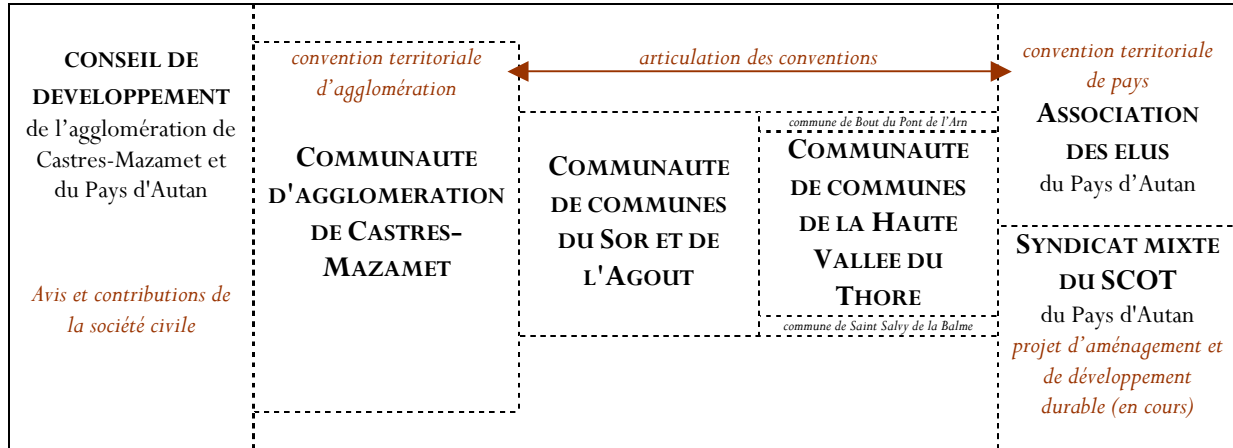 CONSEIL DE
DEVELOPPEMENT
de l'agglomération de
Castres-Mazamet et
du Pays d'Autan
Avis et contributions de
la société civile
convention territoriale
d'agglomération
COMMUNAUTE
D'AGGLOMERATION
DE CASTRES-
MAZAMET
articulation des conventions
COMMUNAUTE
DE COMMUNES
DU SOR ET DE
L'AGOUT
commune de Bout du Pont de l'Arn
COMMUNAUTE
DE COMMUNES
DE LA HAUTE
VALLEE DU
THORE
commune de Saint Salvy de la Balme
convention territoriale
de pays
ASSOCIATION
DES ELUS
du Pays d'Autan
SYNDICAT MIXTE
DU SCOT
du Pays d'Autan
projet d'aménagement et
de développement
durable (en cours)